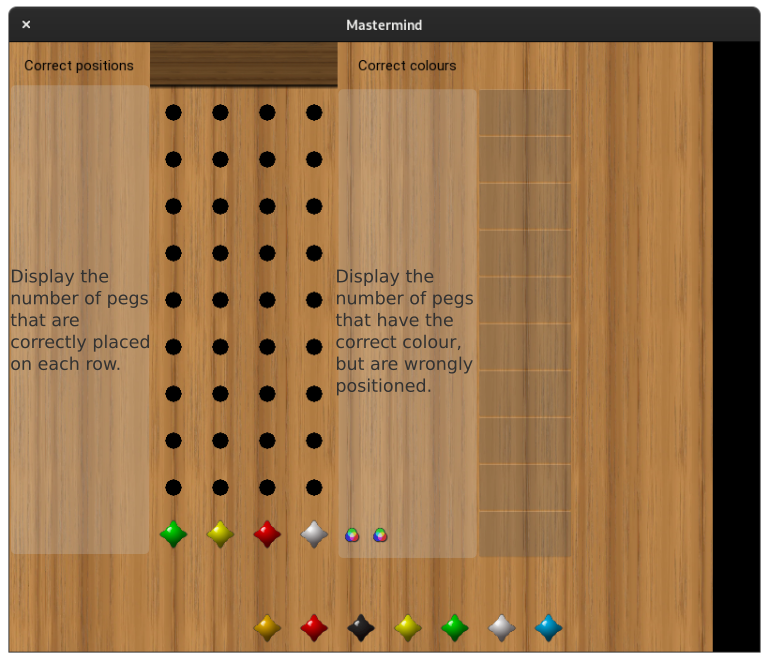 Mastermind
Correct positions
Correct colours
Display the
number of pegs
that are
correctly placed
on each row.
Display the
number of pegs
that have the
correct colour,
but are wrongly
positioned.